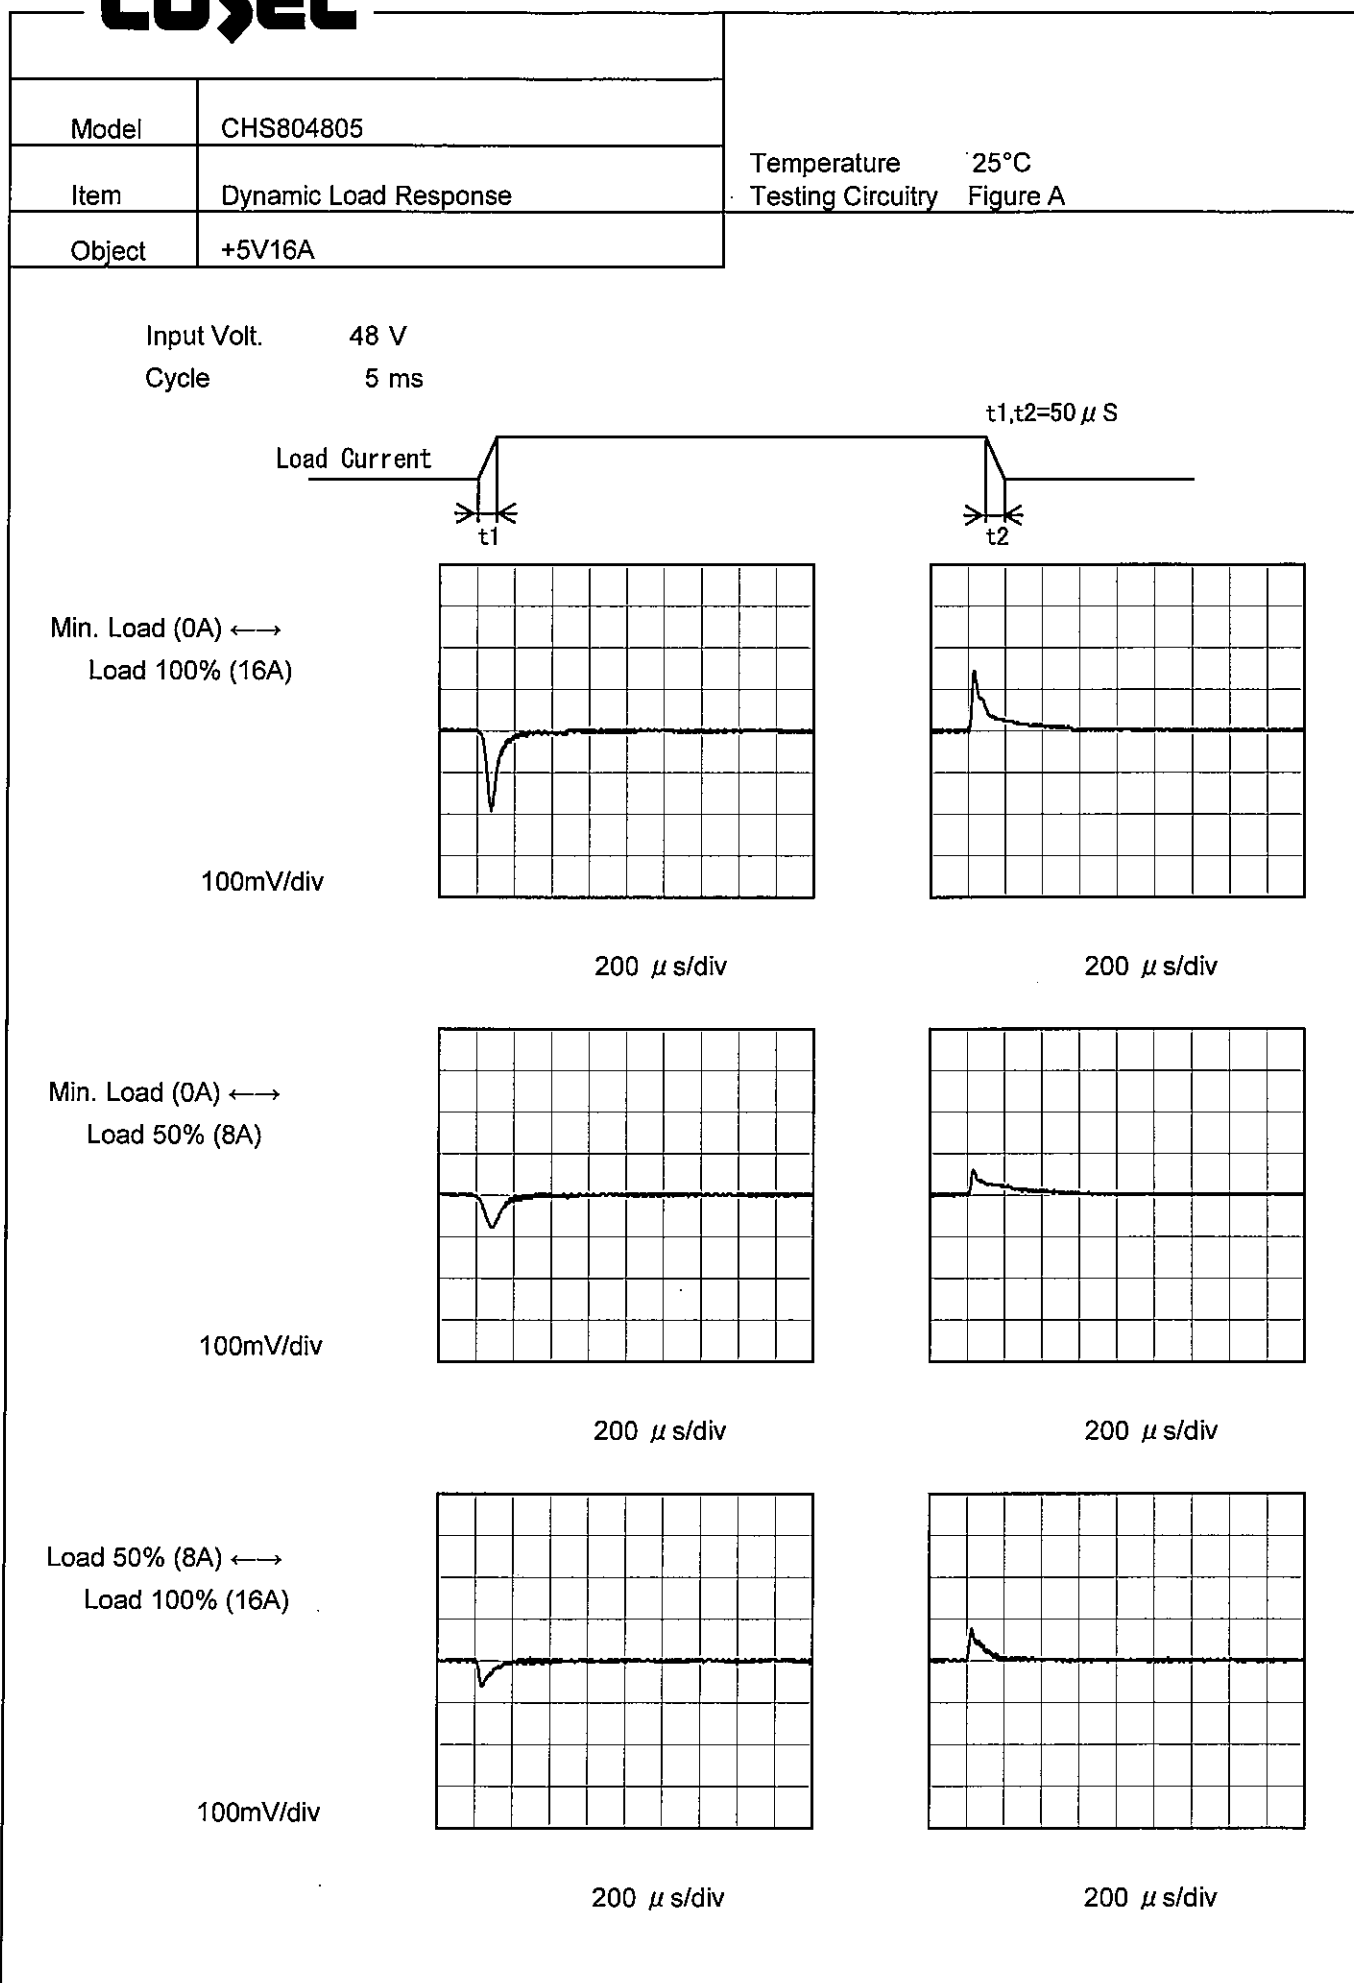 COSEL
Model CHS804805
Item Dynamic Load Response
Object +5V16A
Temperature 25°C
Testing Circuitry Figure A
Input Volt. 48 V
Cycle 5 ms
t1,t2=50 μ S
Load Current
t1 t2
Min. Load (0A) ←→
Load 100% (16A)
100mV/div
200 μ s/div 200 μ s/div
Min. Load (0A) ←→
Load 50% (8A)
100mV/div
200 μ s/div 200 μ s/div
Load 50% (8A) ←→
Load 100% (16A)
100mV/div
200 μ s/div 200 μ s/div